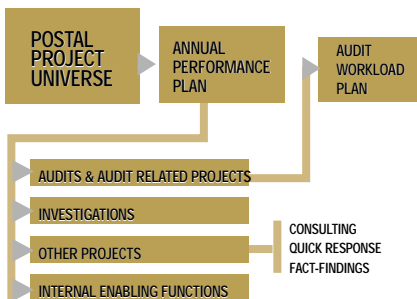 POSTAL
PROJECT
UNIVERSE
ANNUAL
PERFORMANCE
PLAN
AUDIT
WORKLOAD
PLAN
AUDITS & AUDIT RELATED PROJECTS
INVESTIGATIONS
OTHER PROJECTS
INTERNAL ENABLING FUNCTIONS
CONSULTING
QUICK RESPONSE
FACT-FINDINGS